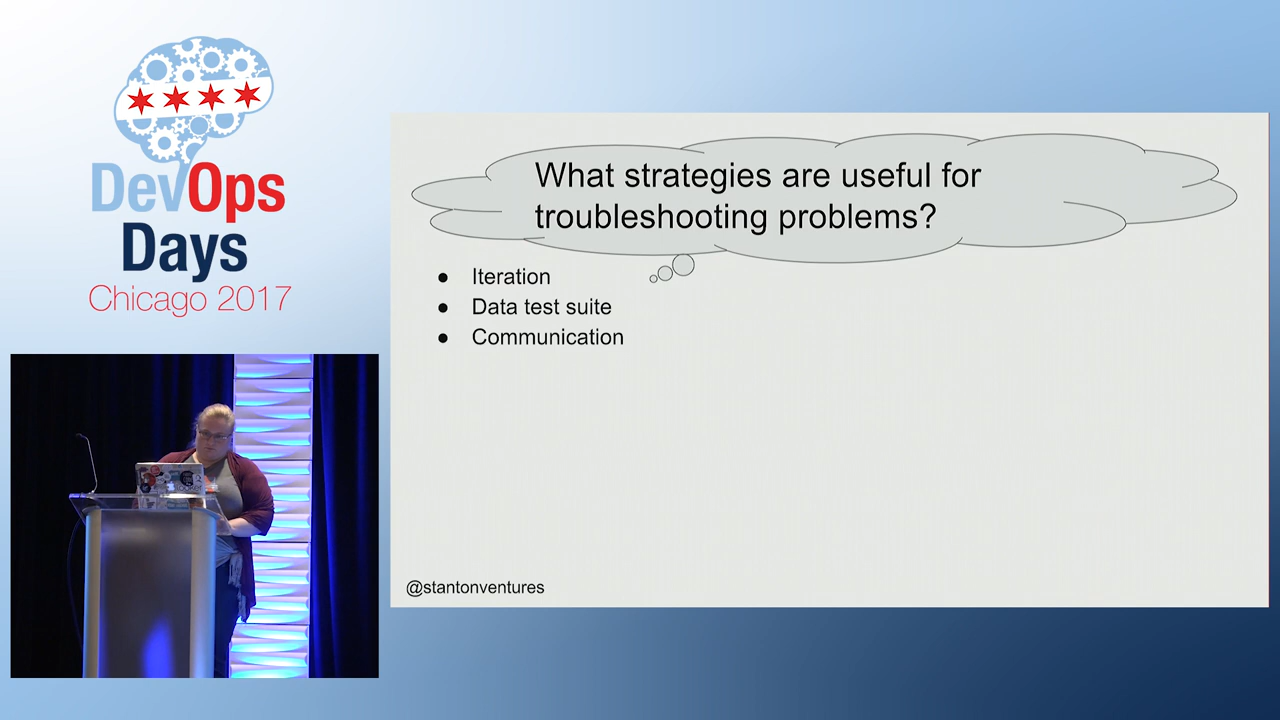 DevOps
Days
Chicago 2017
What strategies are useful for
troubleshooting problems?
● Iteration
● Data test suite
● Communication
@stantonventures